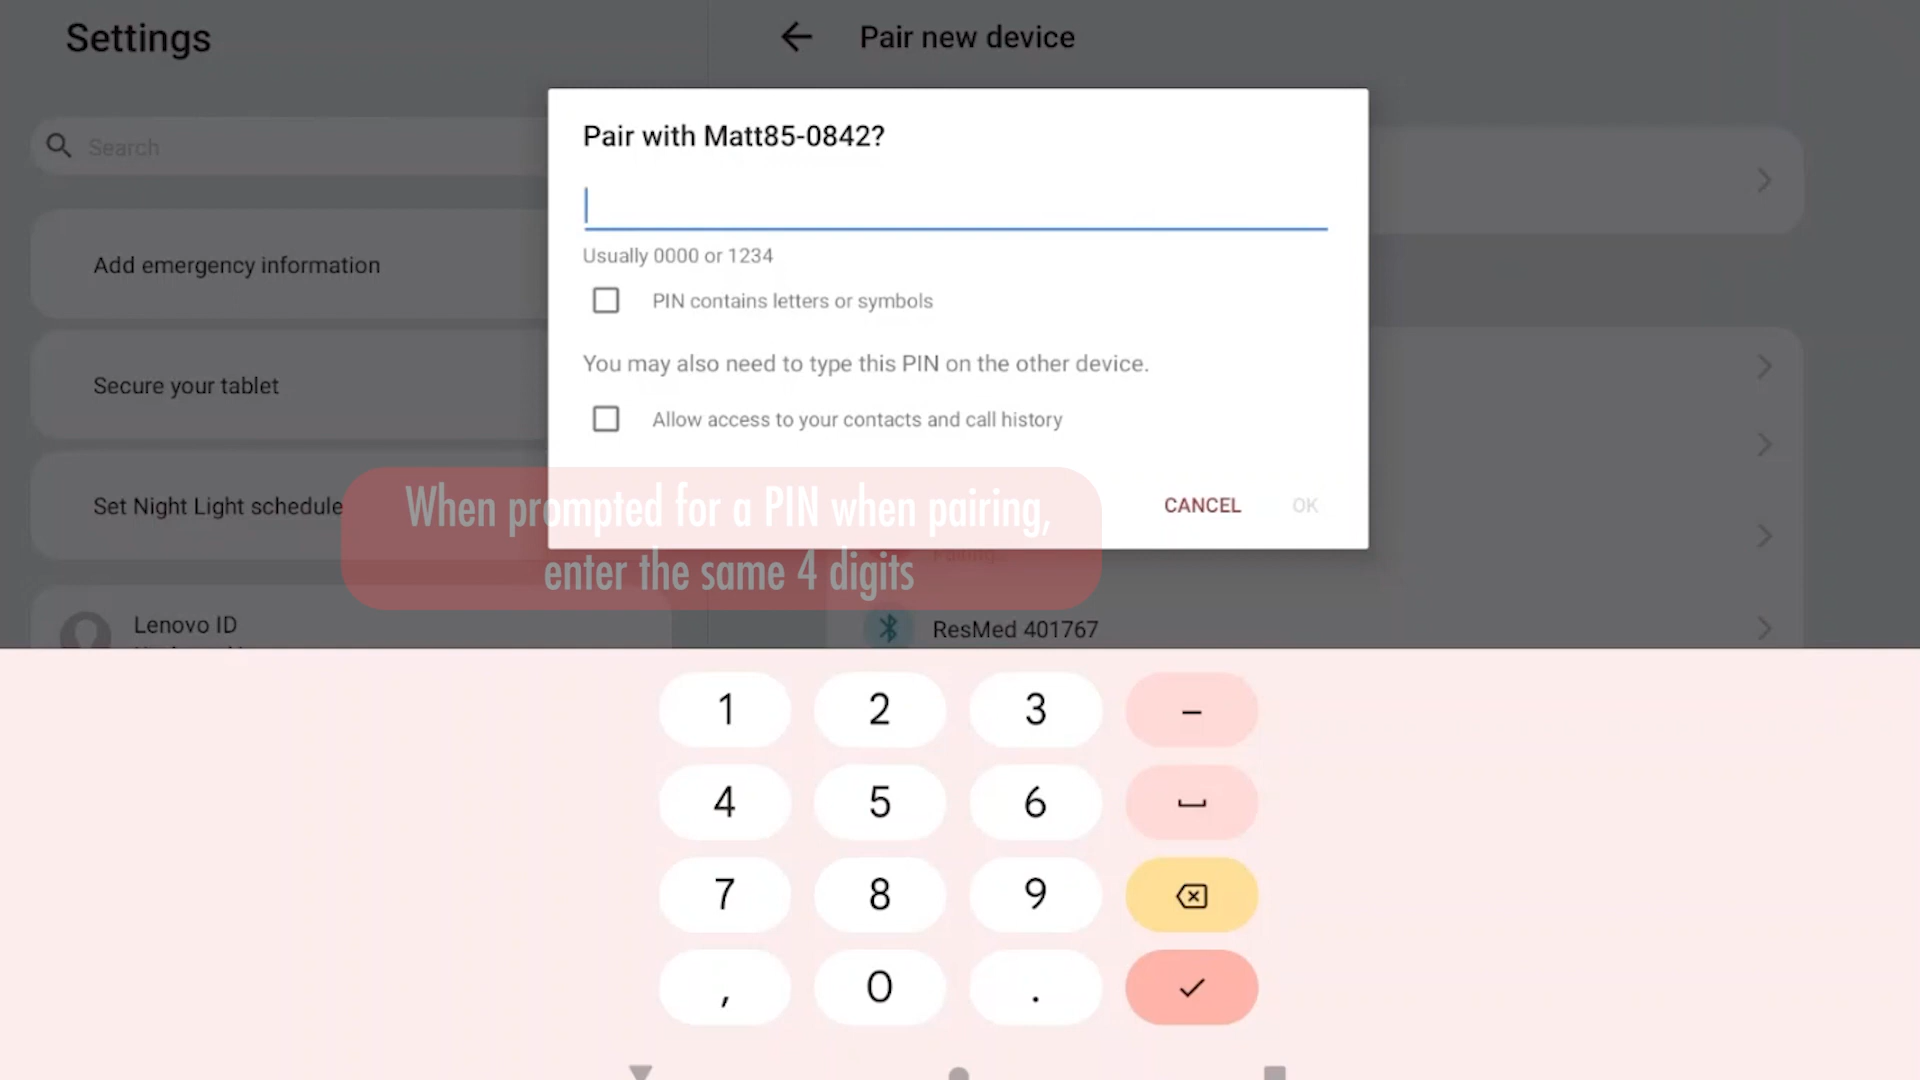 Settings
Pair new device
Search
Pair with Matt85-0842?
Usually 0000 or 1234
PIN contains letters or symbols
You may also need to type this PIN on the other device.
Allow access to your contacts and call history
CANCEL OK
Add emergency information
Secure your tablet
Set Night Light schedule
When prompted for a PIN when pairing,
enter the same 4 digits
Pairing...
Lenovo ID
ResMed 401767
1 2 3 -
4 5 6
7 8 9
, 0 .